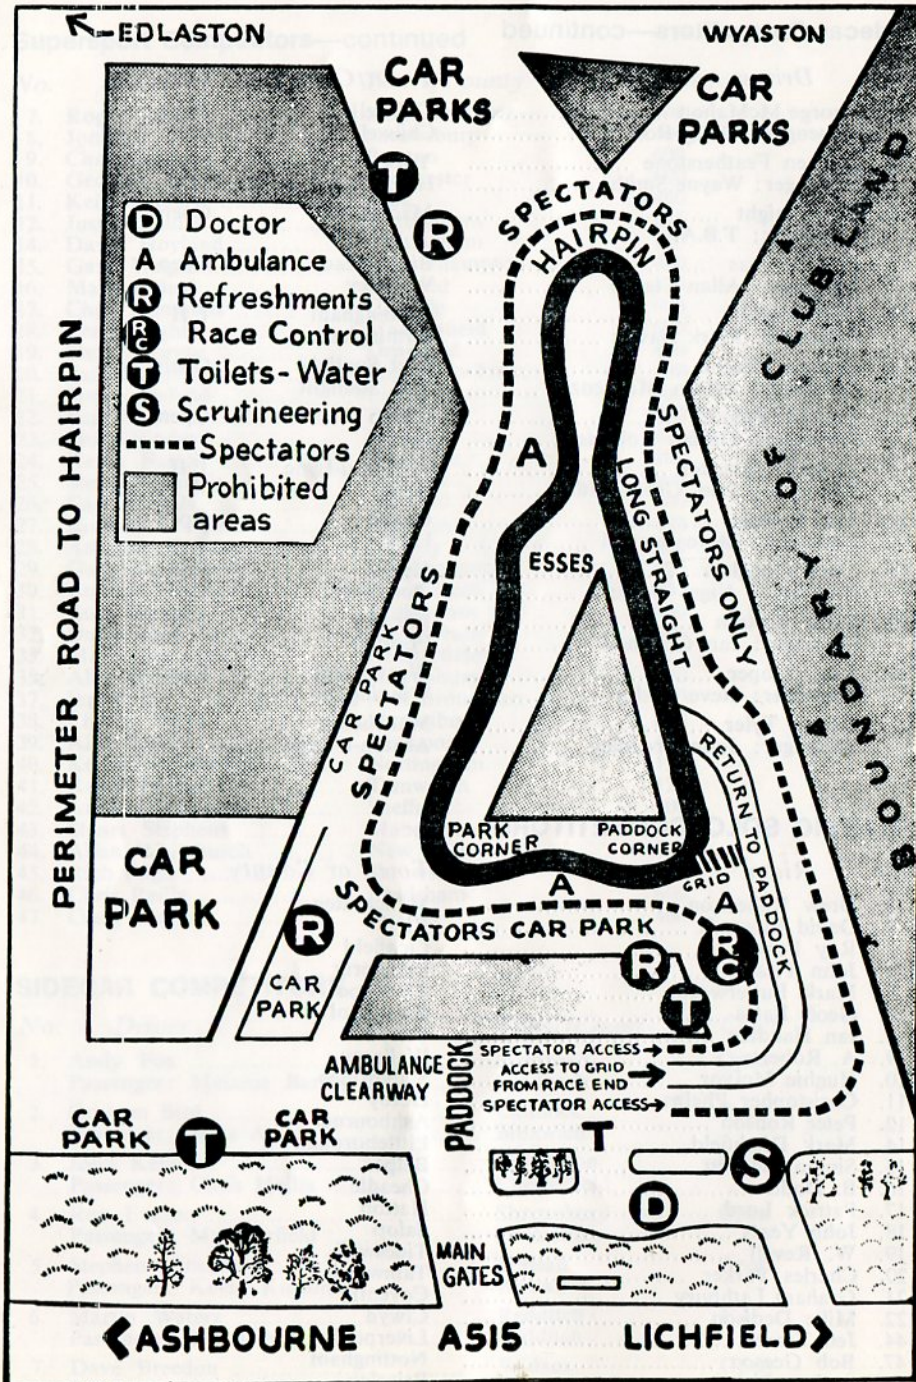 EDLASTON
WYASTON
CAR
PARKS
CAR
PARKS
T
R
D Doctor
A Ambulance
R Refreshments
RC Race Control
T Toilets - Water
S Scrutineering
Spectators
Prohibited
areas
PERIMETER ROAD TO HAIRPIN
SPECTATORS
HAIRPIN
BOUNDARY OF CLUB LAND
A
SPECTATORS ONLY
LONG STRAIGHT
ESSES
CAR PARK
SPECTATORS
RETURN TO PADDOCK
PARK
CORNER
PADDOCK
CORNER
GRID
A
A
CAR
PARK
SPECTATORS CAR PARK
R
CAR
PARK
R
RC
T
AMBULANCE
CLEARWAY
PADDOCK
SPECTATOR ACCESS→
ACCESS TO GRID
FROM RACE END
SPECTATOR ACCESS→
CAR
PARK
T
CAR
PARK
T
S
D
MAIN
GATES
ASHBOURNE A515 LICHFIELD